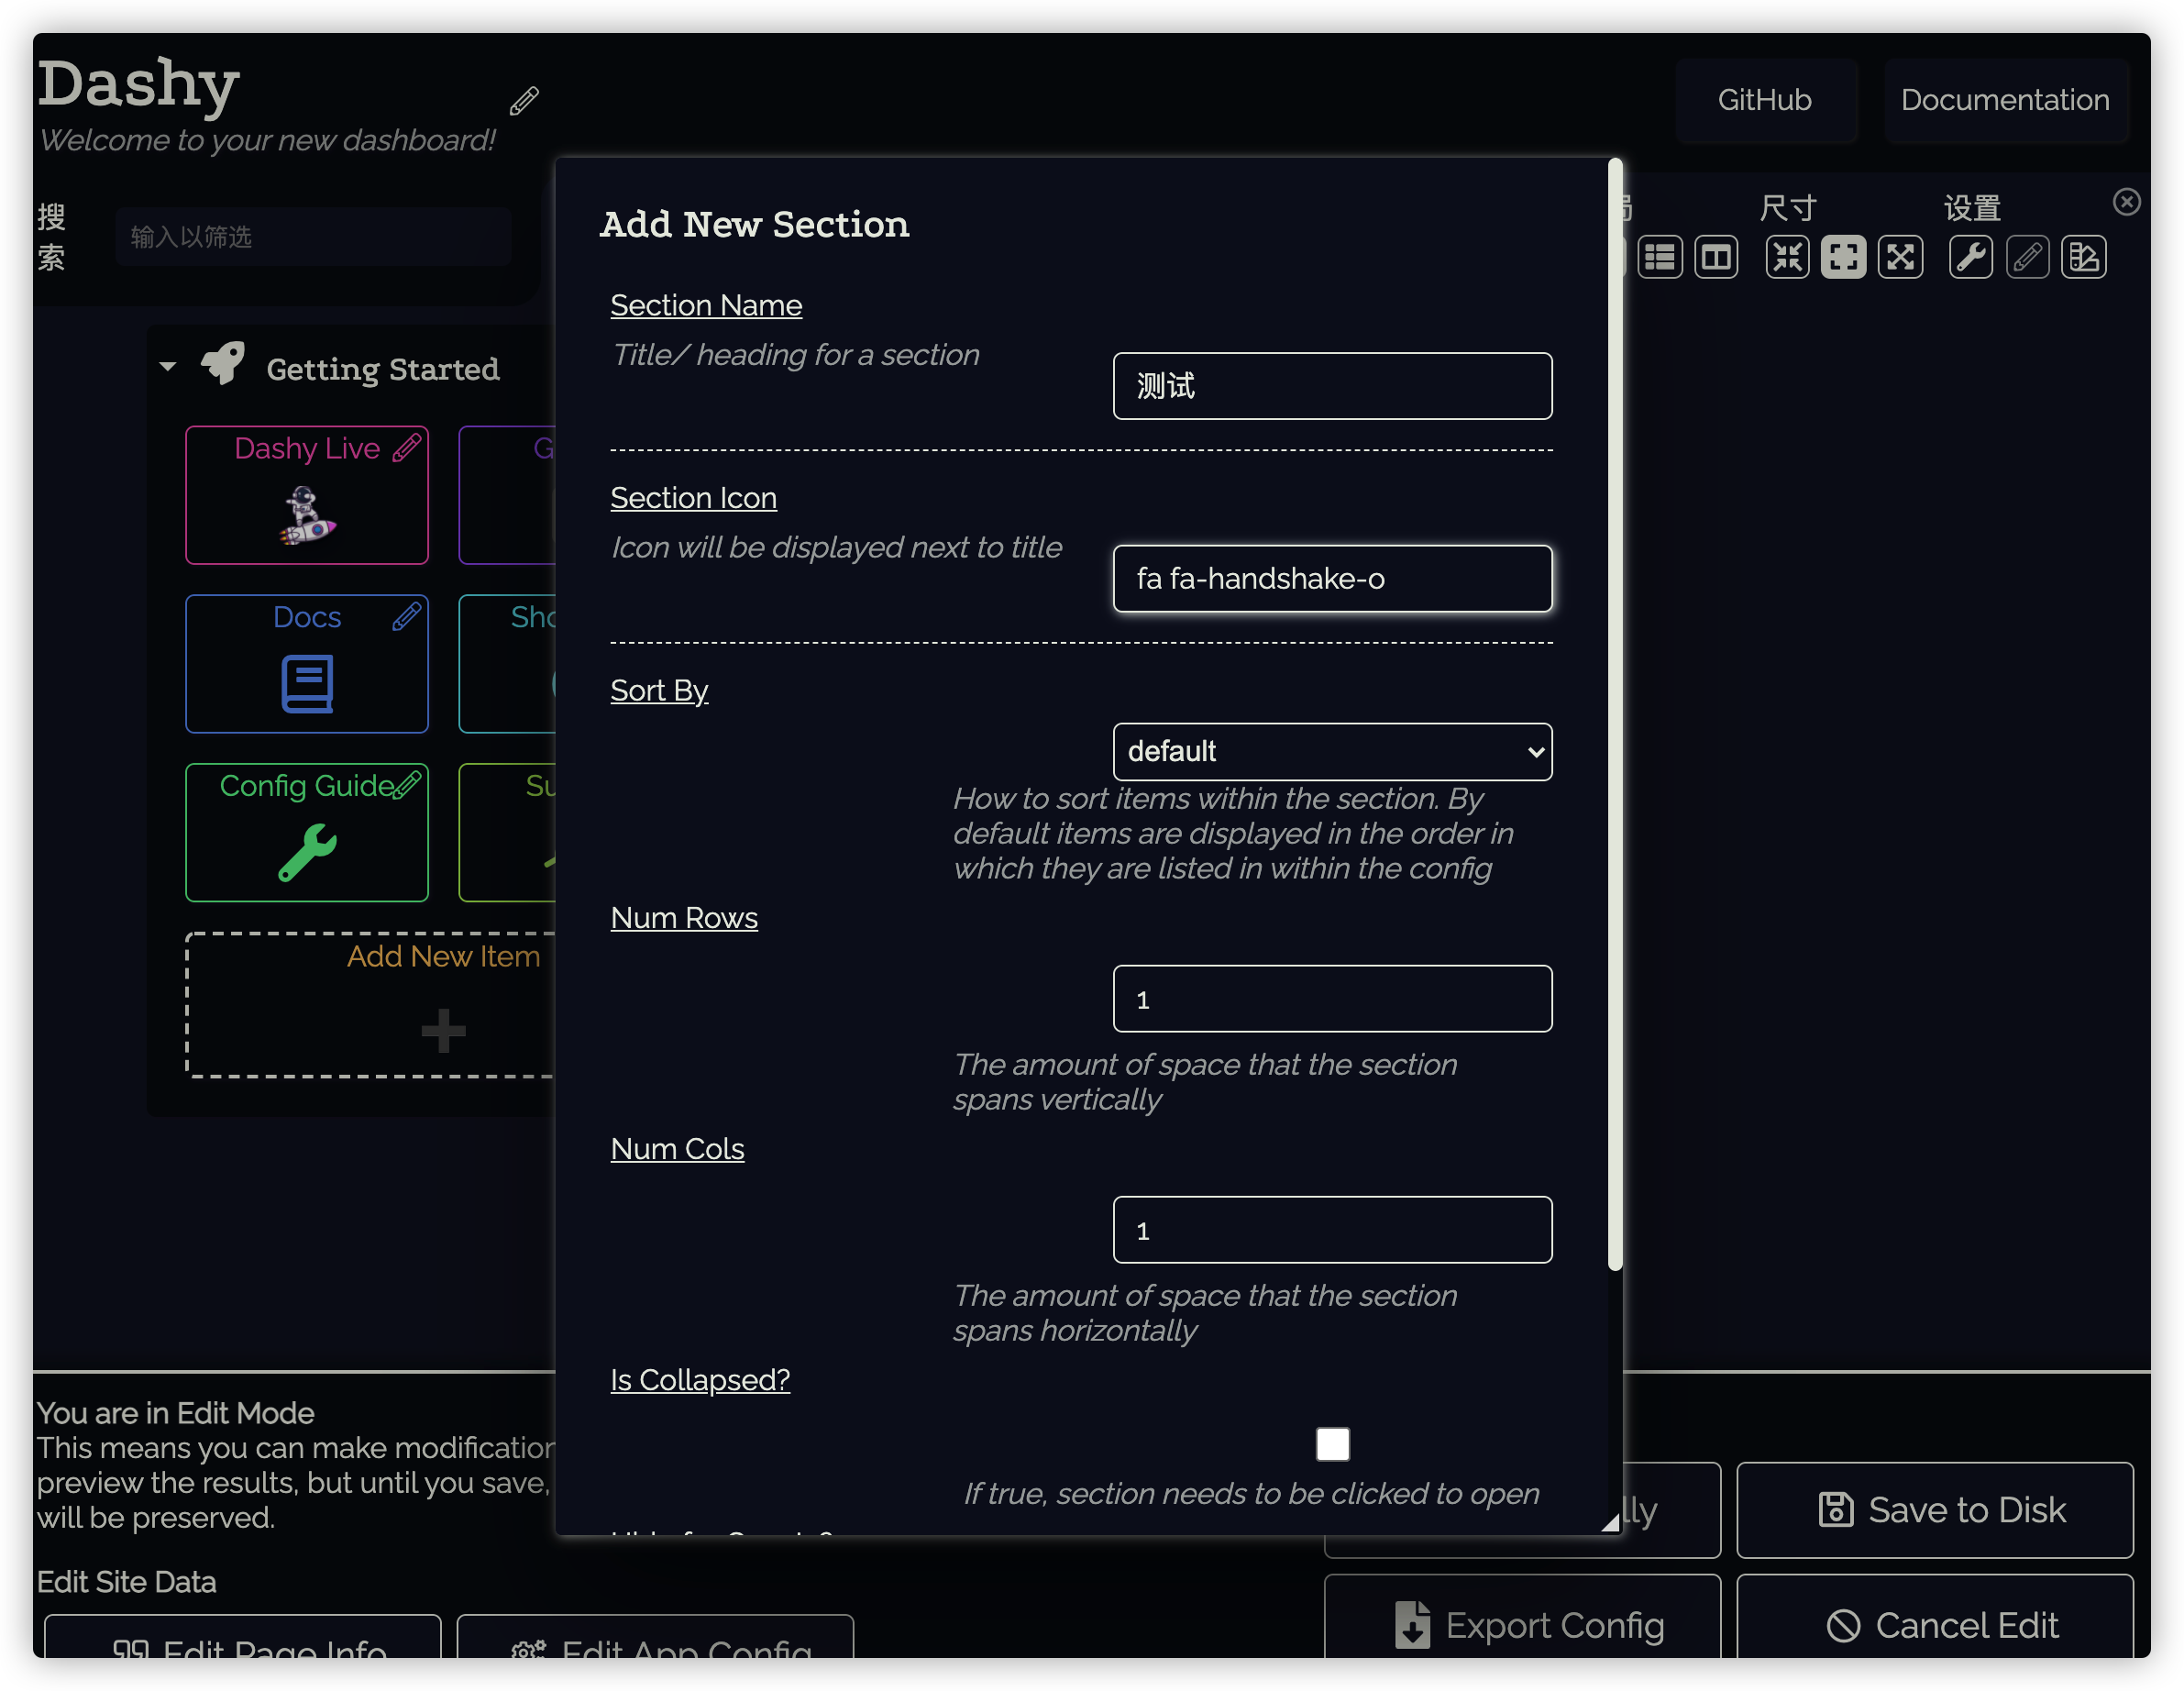 Dashy
Welcome to your new dashboard!
GitHub
Documentation
搜
索
输入以筛选
尺寸
设置
Getting Started
Dashy Live
Docs
Config Guide
Add New Item
Add New Section
Section Name
Title/ heading for a section
测试
Section Icon
Icon will be displayed next to title
fa fa-handshake-o
Sort By
default
How to sort items within the section. By
default items are displayed in the order in
which they are listed in within the config
Num Rows
1
The amount of space that the section
spans vertically
Num Cols
1
The amount of space that the section
spans horizontally
Is Collapsed?
If true, section needs to be clicked to open
You are in Edit Mode
This means you can make modification
preview the results, but until you save,
will be preserved.
Edit Site Data
Edit Page Info
Edit App Config
lly
Save to Disk
Export Config
Cancel Edit